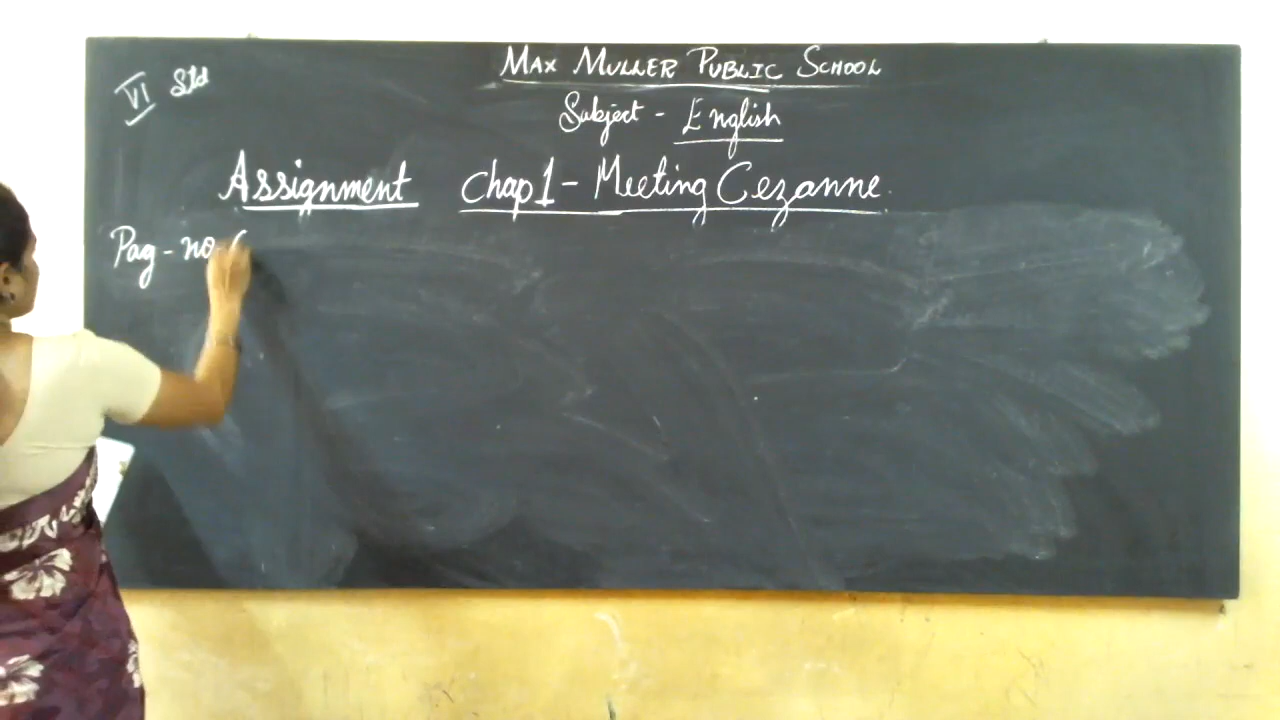 MAX MULLER PUBLIC SCHOOL
VI Std
Subject - English
Assignment Chap 1 - Meeting Cezanne.
Pag - no -